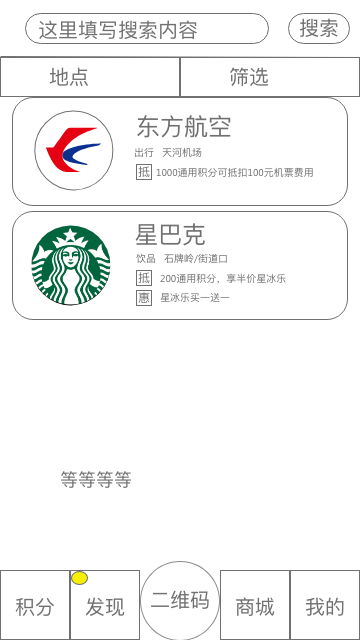 这里填写搜索内容 搜索
地点 筛选
东方航空
出行 天河机场
抵 1000通用积分可抵扣100元机票费用
星巴克
饮品 石牌岭/街道口
抵 200通用积分，享半价星冰乐
惠 星冰乐买一送一
等等等等
积分 发现 二维码 商城 我的